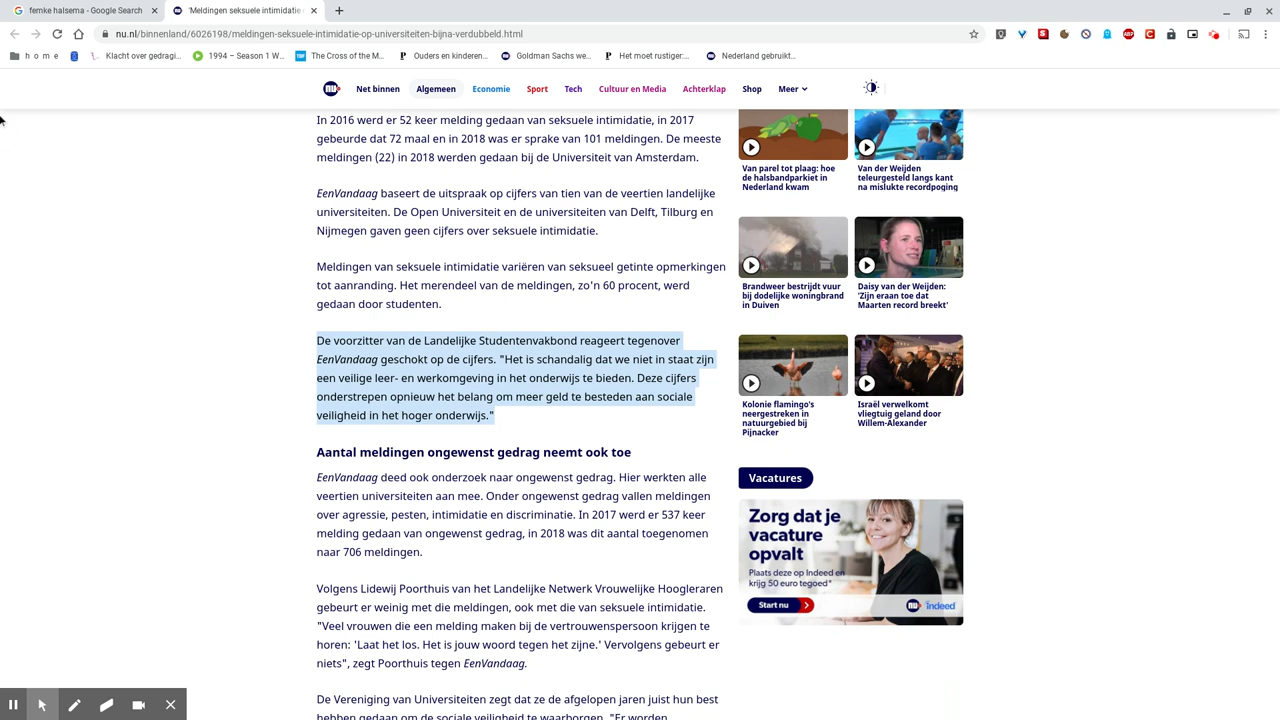 femke halsema - Google Search
'Meldingen seksuele intimidatie
nu.nl/binnenland/6026198/meldingen-seksuele-intimidatie-op-universiteiten-bijna-verdubbeld.html
h o m e
Klacht over gedragi...
1994 – Season 1 W...
The Cross of the M...
Ouders en kinderen...
Goldman Sachs we...
Het moet rustiger:...
Nederland gebruikt...
nu Net binnen Algemeen Economie Sport Tech Cultuur en Media Achterklap Shop Meer
In 2016 werd er 52 keer melding gedaan van seksuele intimidatie, in 2017
gebeurde dat 72 maal en in 2018 was er sprake van 101 meldingen. De meeste
meldingen (22) in 2018 werden gedaan bij de Universiteit van Amsterdam.
EenVandaag baseert de uitspraak op cijfers van tien van de veertien landelijke
universiteiten. De Open Universiteit en de universiteiten van Delft, Tilburg en
Nijmegen gaven geen cijfers over seksuele intimidatie.
Meldingen van seksuele intimidatie variëren van seksueel getinte opmerkingen
tot aanranding. Het merendeel van de meldingen, zo'n 60 procent, werd
gedaan door studenten.
De voorzitter van de Landelijke Studentenvakbond reageert tegenover
EenVandaag geschokt op de cijfers. "Het is schandalig dat we niet in staat zijn
een veilige leer- en werkomgeving in het onderwijs te bieden. Deze cijfers
onderstrepen opnieuw het belang om meer geld te besteden aan sociale
veiligheid in het hoger onderwijs."
Aantal meldingen ongewenst gedrag neemt ook toe
EenVandaag deed ook onderzoek naar ongewenst gedrag. Hier werkten alle
veertien universiteiten aan mee. Onder ongewenst gedrag vallen meldingen
over agressie, pesten, intimidatie en discriminatie. In 2017 werd er 537 keer
melding gedaan van ongewenst gedrag, in 2018 was dit aantal toegenomen
naar 706 meldingen.
Volgens Lidewij Poorthuis van het Landelijke Netwerk Vrouwelijke Hoogleraren
gebeurt er weinig met die meldingen, ook met die van seksuele intimidatie.
"Veel vrouwen die een melding maken bij de vertrouwenspersoon krijgen te
horen: 'Laat het los. Het is jouw woord tegen het zijne.' Vervolgens gebeurt er
niets", zegt Poorthuis tegen EenVandaag.
De Vereniging van Universiteiten zegt dat ze de afgelopen jaren juist hun best
hebben gedaan om de sociale veiligheid te waarborgen. "Er worden
Van parel tot plaag: hoe
de halsbandparkiet in
Nederland kwam
Van der Weijden
teleurgesteld langs kant
na mislukte recordpoging
Brandweer bestrijdt vuur
bij dodelijke woningbrand
in Duiven
Daisy van der Weijden:
'Zijn eraan toe dat
Maarten record breekt'
Kolonie flamingo's
neergestreken in
natuurgebied bij
Pijnacker
Israël verwelkomt
vliegtuig geland door
Willem-Alexander
Vacatures
Zorg dat je
vacature
opvalt
Plaats deze op Indeed en
krijg 50 euro tegoed*
Start nu
nu indeed